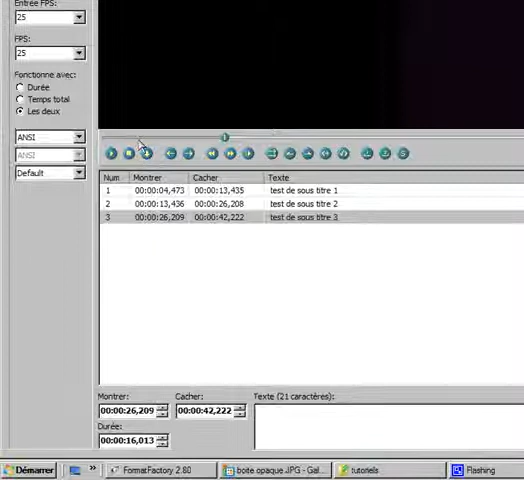 Entrée FPS:
25
FPS:
25
Fonctionne avec:
Durée
Temps total
Les deux
ANSI
ANSI
Default
Num Montrer Cacher Texte
1 00:00:04,473 00:00:13,435 test de sous titre 1
2 00:00:13,436 00:00:26,208 test de sous titre 2
3 00:00:26,209 00:00:42,222 test de sous titre 3
Montrer: Cacher: Texte (21 caractères):
00:00:26,209 00:00:42,222
Durée:
00:00:16,013
Démarrer » FormatFactory 2.80 boite opaque.JPG - Gal... tutoriels Flashing